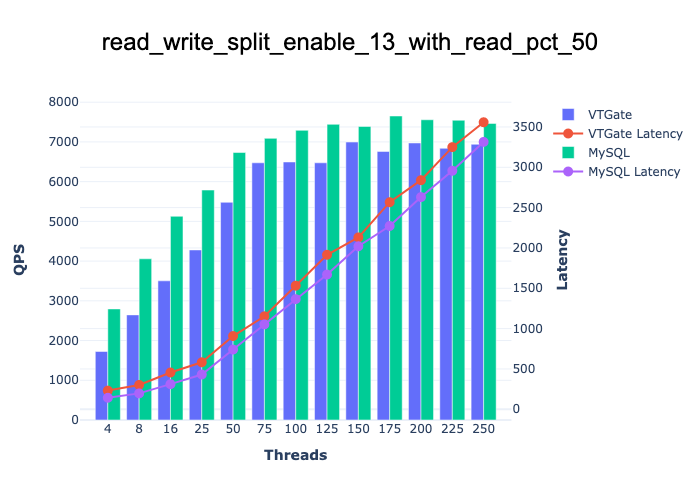 read_write_split_enable_13_with_read_pct_50
8000
7000
6000
5000
4000
3000
2000
1000
0
QPS
3500
3000
2500
2000
1500
1000
500
0
Latency
VTGate
VTGate Latency
MySQL
MySQL Latency
4 8 16 25 50 75 100 125 150 175 200 225 250
Threads